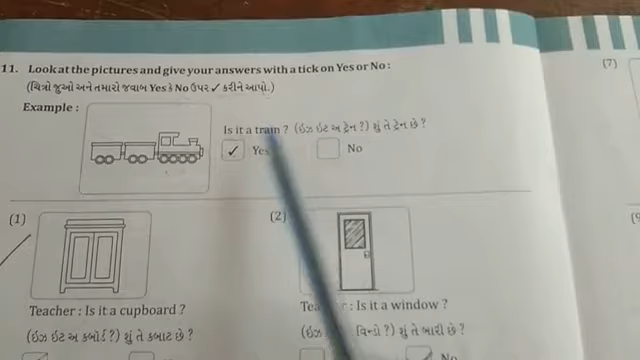 11. Look at the pictures and give your answers with a tick on Yes or No :
(ચિત્રો જુઓ અને તમારો જવાબ Yes કે No ઉપર ✓ કરીને આપો.)
Example :
Is it a train ? (ઇઝ ઇટ અ ટ્રેન ?) શું તે ટ્રેન છે ?
✓ Yes No
(1) (2)
Teacher : Is it a cupboard ?
(ઇઝ ઇટ અ કબોર્ડ ?) શું તે કબાટ છે ?
: Is it a window ?
(ઇઝ વિન્ડો ?) શું તે બારી છે ?
No
(7)